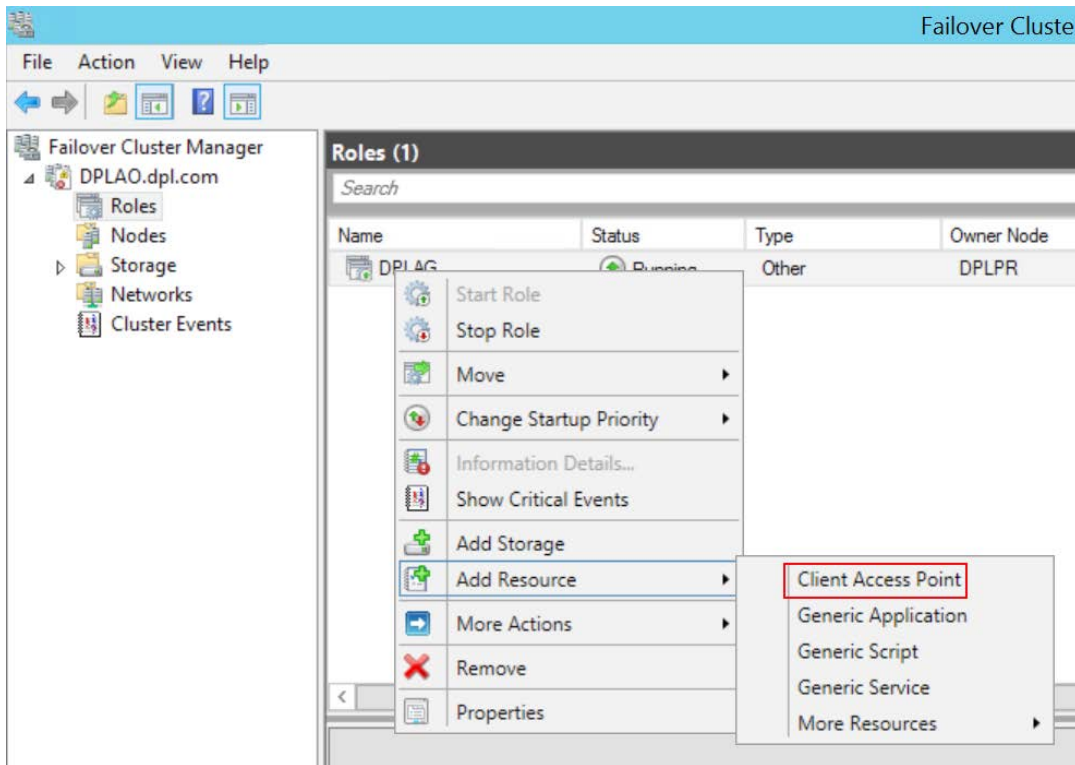 Failover Cluste
File Action View Help
Failover Cluster Manager
DPLAO.dpl.com
Roles
Nodes
Storage
Networks
Cluster Events
Roles (1)
Search
Name Status Type Owner Node
DPLAG Running Other DPLPR
Start Role
Stop Role
Move
Change Startup Priority
Information Details...
Show Critical Events
Add Storage
Add Resource
More Actions
Remove
Properties
Client Access Point
Generic Application
Generic Script
Generic Service
More Resources